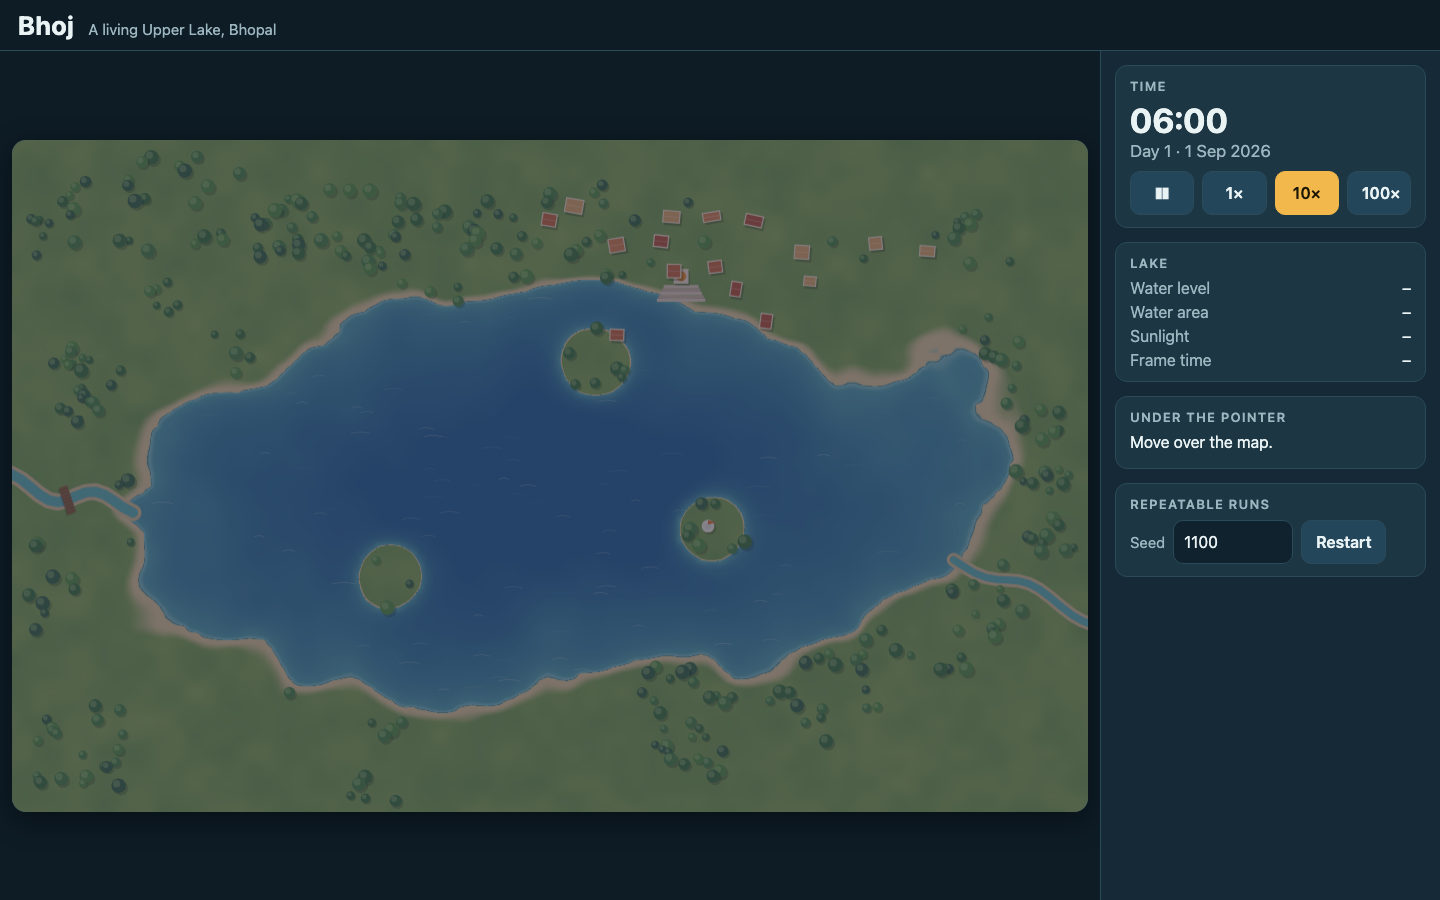 Bhoj A living Upper Lake, Bhopal
TIME
06:00
Day 1 · 1 Sep 2026
1× 10× 100×
LAKE
Water level –
Water area –
Sunlight –
Frame time –
UNDER THE POINTER
Move over the map.
REPEATABLE RUNS
Seed 1100 Restart